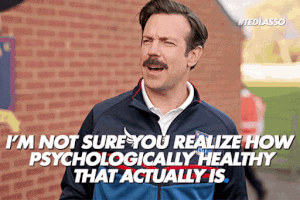 #TEDLASSO
I'M NOT SURE YOU REALIZE HOW
PSYCHOLOGICALLY HEALTHY
THAT ACTUALLY IS